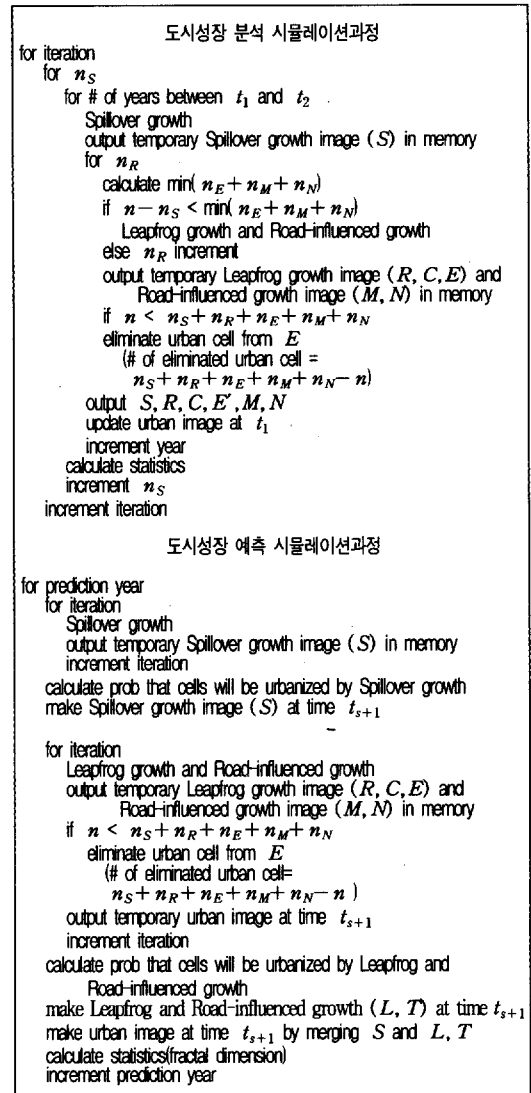 도시성장 분석 시뮬레이션과정
for iteration
for n_S
for # of years between t_1 and t_2
Spillover growth
output temporary Spillover growth image (S) in memory
for n_R
calculate min( n_E + n_M + n_N)
if n − n_S < min( n_E + n_M + n_N)
Leapfrog growth and Road-influenced growth
else n_R increment
output temporary Leapfrog growth image (R, C, E) and
Road-influenced growth image (M, N) in memory
if n < n_S + n_R + n_E + n_M + n_N
eliminate urban cell from E
(# of eliminated urban cell =
n_S + n_R + n_E + n_M + n_N − n)
output S, R, C, E′, M, N
update urban image at t_1
increment year
calculate statistics
increment n_S
increment iteration
도시성장 예측 시뮬레이션과정
for prediction year
for iteration
Spillover growth
output temporary Spillover growth image (S) in memory
increment iteration
calculate prob that cells will be urbanized by Spillover growth
make Spillover growth image (S) at time t_{s+1}
for iteration
Leapfrog growth and Road-influenced growth
output temporary Leapfrog growth image (R, C, E) and
Road-influenced growth image (M, N) in memory
if n < n_S + n_R + n_E + n_M + n_N
eliminate urban cell from E
(# of eliminated urban cell=
n_S + n_R + n_E + n_M + n_N − n )
output temporary urban image at time t_{s+1}
increment iteration
calculate prob that cells will be urbanized by Leapfrog and
Road-influenced growth
make Leapfrog and Road-influenced growth (L, T) at time t_{s+1}
make urban image at time t_{s+1} by merging S and L, T
calculate statistics(fractal dimension)
increment prediction year